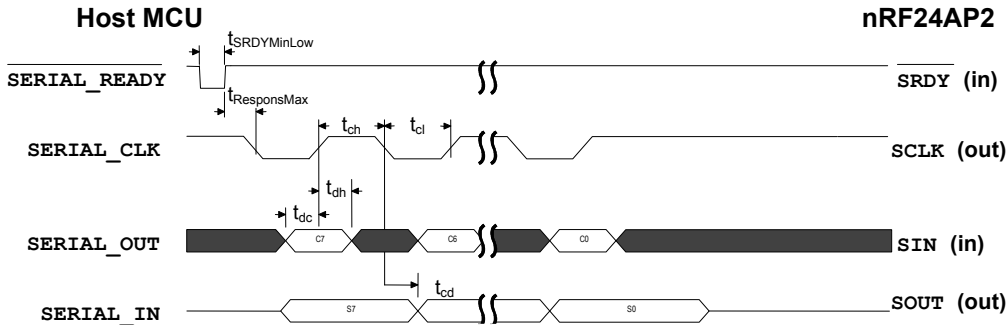 Host MCU nRF24AP2
tSRDYMinLow
SERIAL_READY SRDY (in)
tResponsMax
tch tcl
SERIAL_CLK SCLK (out)
tdh
tdc
SERIAL_OUT C7 C6 C0 SIN (in)
tcd
SERIAL_IN S7 S0 SOUT (out)